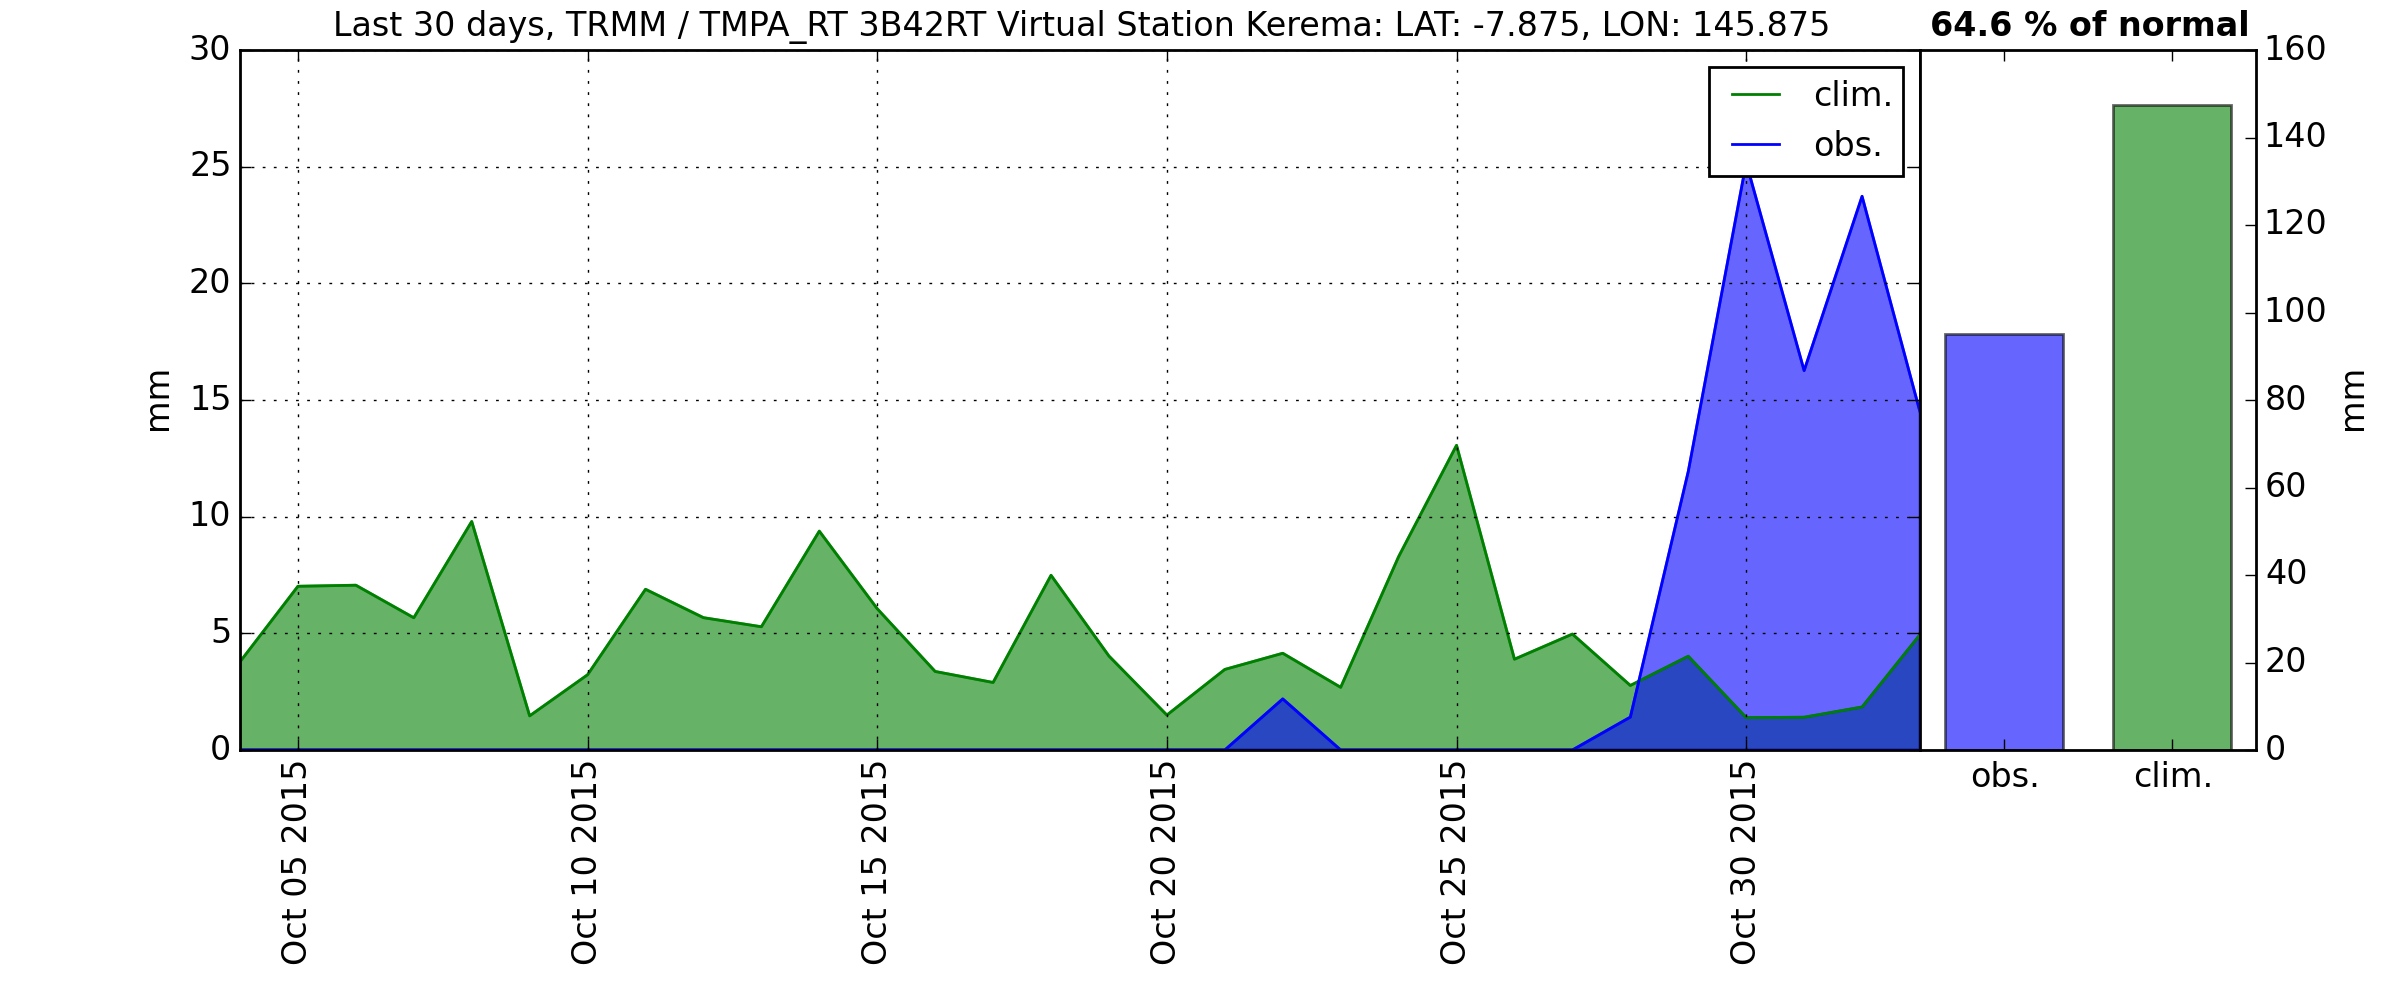 Last 30 days, TRMM / TMPA_RT 3B42RT Virtual Station Kerema: LAT: -7.875, LON: 145.875
64.6 % of normal
30
25
20
15
10
5
0
mm
clim.
obs.
Oct 05 2015
Oct 10 2015
Oct 15 2015
Oct 20 2015
Oct 25 2015
Oct 30 2015
160
140
120
100
80
60
40
20
0
mm
obs.
clim.